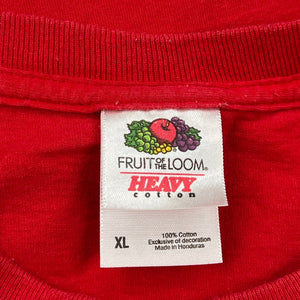 FRUIT OF THE LOOM®
HEAVY
cotton
XL
100% Cotton
Exclusive of decoration
Made in Honduras